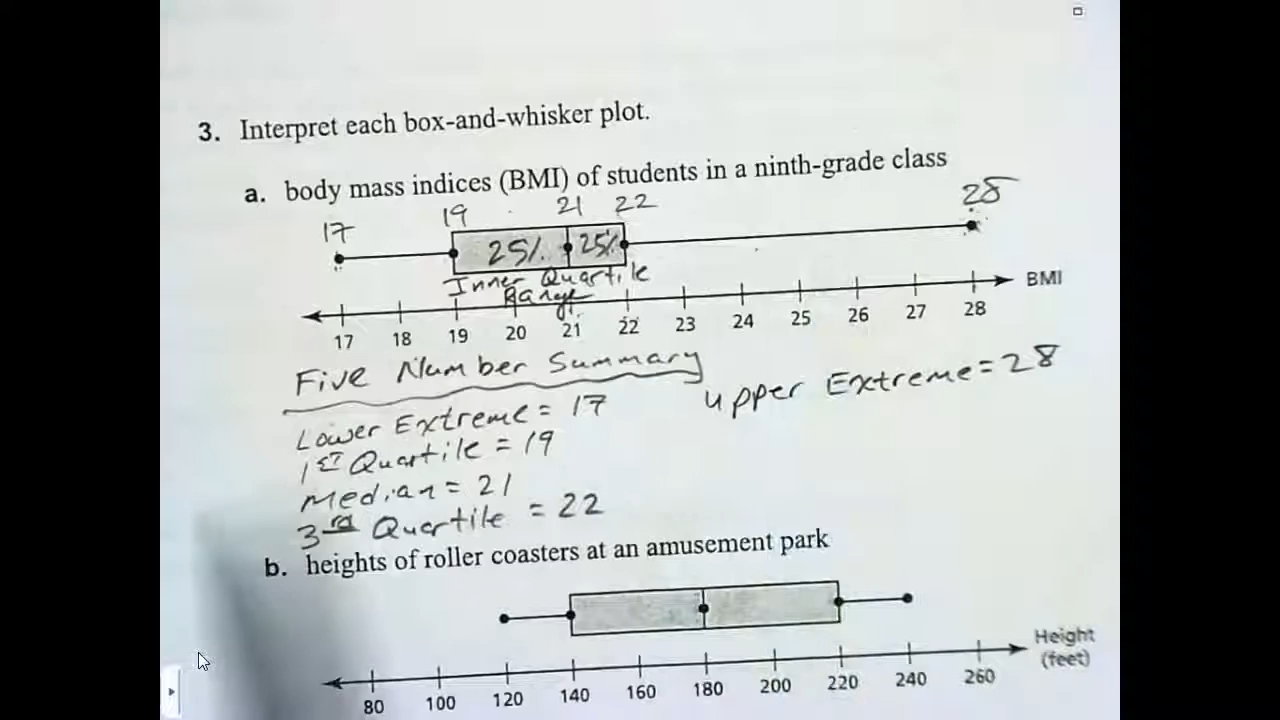 3. Interpret each box-and-whisker plot.
a. body mass indices (BMI) of students in a ninth-grade class
17 19 21 22 28
25% 25%
Inner Quartile
Range
BMI
17 18 19 20 21 22 23 24 25 26 27 28
Five Number Summary
Lower Extreme = 17
upper Extreme = 28
1ST Quartile = 19
Median = 21
3rd Quartile = 22
b. heights of roller coasters at an amusement park
Height
(feet)
80 100 120 140 160 180 200 220 240 260